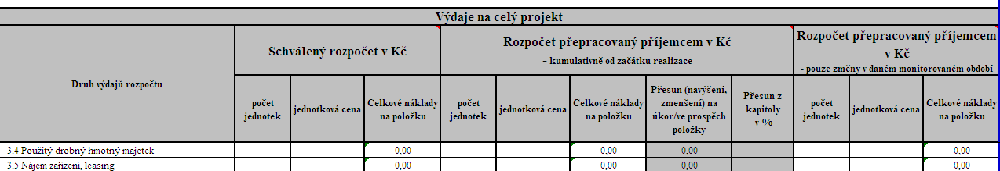 Výdaje na celý projekt
Druh výdajů rozpočtu
Schválený rozpočet v Kč
Rozpočet přepracovaný příjemcem v Kč
- kumulativně od začátku realizace
Rozpočet přepracovaný příjemcem
v Kč
- pouze změny v daném monitorovaném období
počet
jednotek
jednotková cena
Celkové náklady
na položku
počet
jednotek
jednotková cena
Celkové náklady
na položku
Přesun (navýšení,
zmenšení) na
úkor/ve prospěch
položky
Přesun z
kapitoly
v %
počet
jednotek
jednotková cena
Celkové náklady
na položku
3.4 Použitý drobný hmotný majetek 0,00 0,00 0,00 0,00
3.5 Nájem zařízení, leasing 0,00 0,00 0,00 0,00